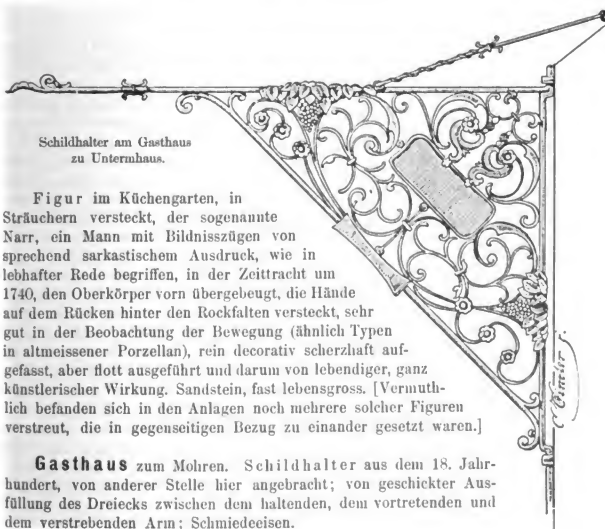 Schildhalter am Gasthaus
zu Untermhaus.
Figur im Küchengarten, in
Sträuchern versteckt, der sogenannte
Narr, ein Mann mit Bildnisszügen von
sprechend sarkastischem Ausdruck, wie in
lebhafter Rede begriffen, in der Zeittracht um
1740, den Oberkörper vorn übergebeugt, die Hände
auf dem Rücken hinter den Rockfalten versteckt, sehr
gut in der Beobachtung der Bewegung (ähnlich Typen
in altmeissener Porzellan), rein decorativ scherzhaft auf-
gefasst, aber flott ausgeführt und darum von lebendiger, ganz
künstlerischer Wirkung. Sandstein, fast lebensgross. [Vermuth-
lich befanden sich in den Anlagen noch mehrere solcher Figuren
verstreut, die in gegenseitigen Bezug zu einander gesetzt waren.]
Gasthaus zum Mohren. Schildhalter aus dem 18. Jahr-
hundert, von anderer Stelle hier angebracht; von geschickter Aus-
füllung des Dreiecks zwischen dem haltenden, dem vortretenden und
dem verstrebenden Arm; Schmiedeeisen.